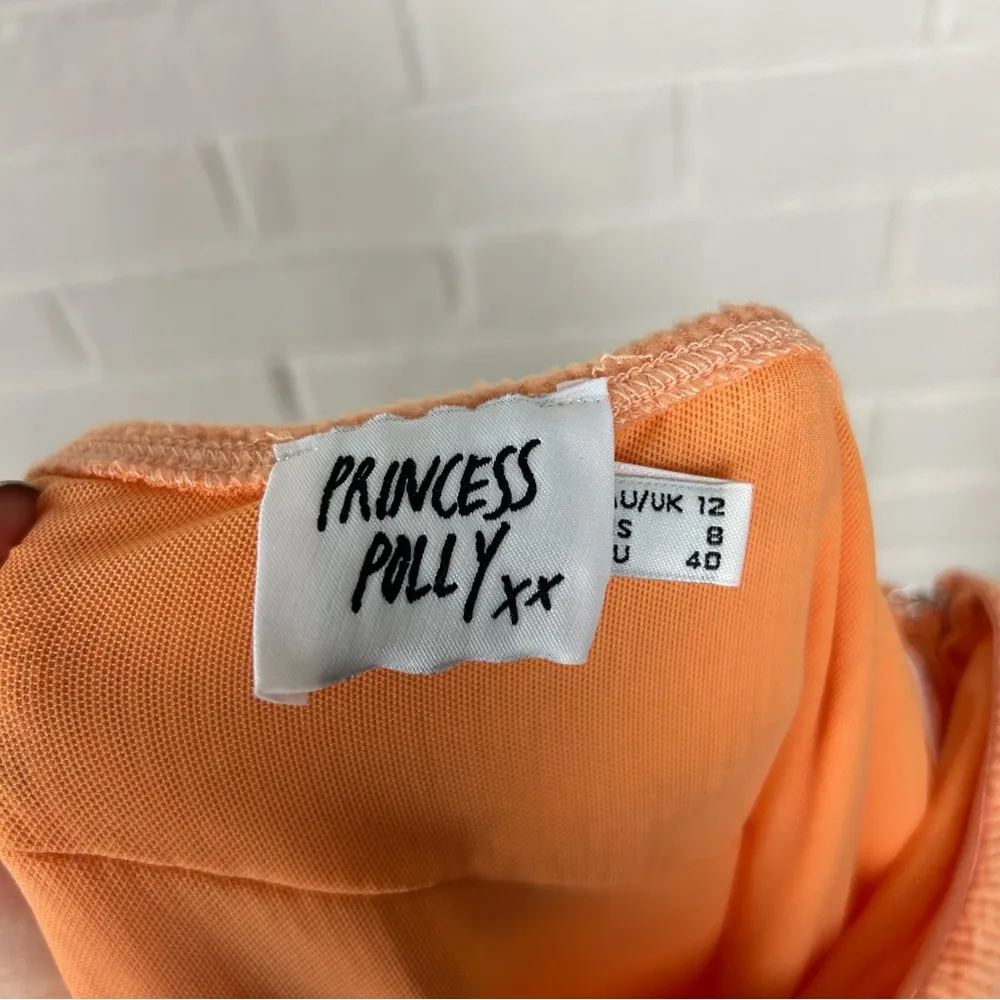 PRINCESS
POLLY xx
AU/UK 12
S 8
U 40